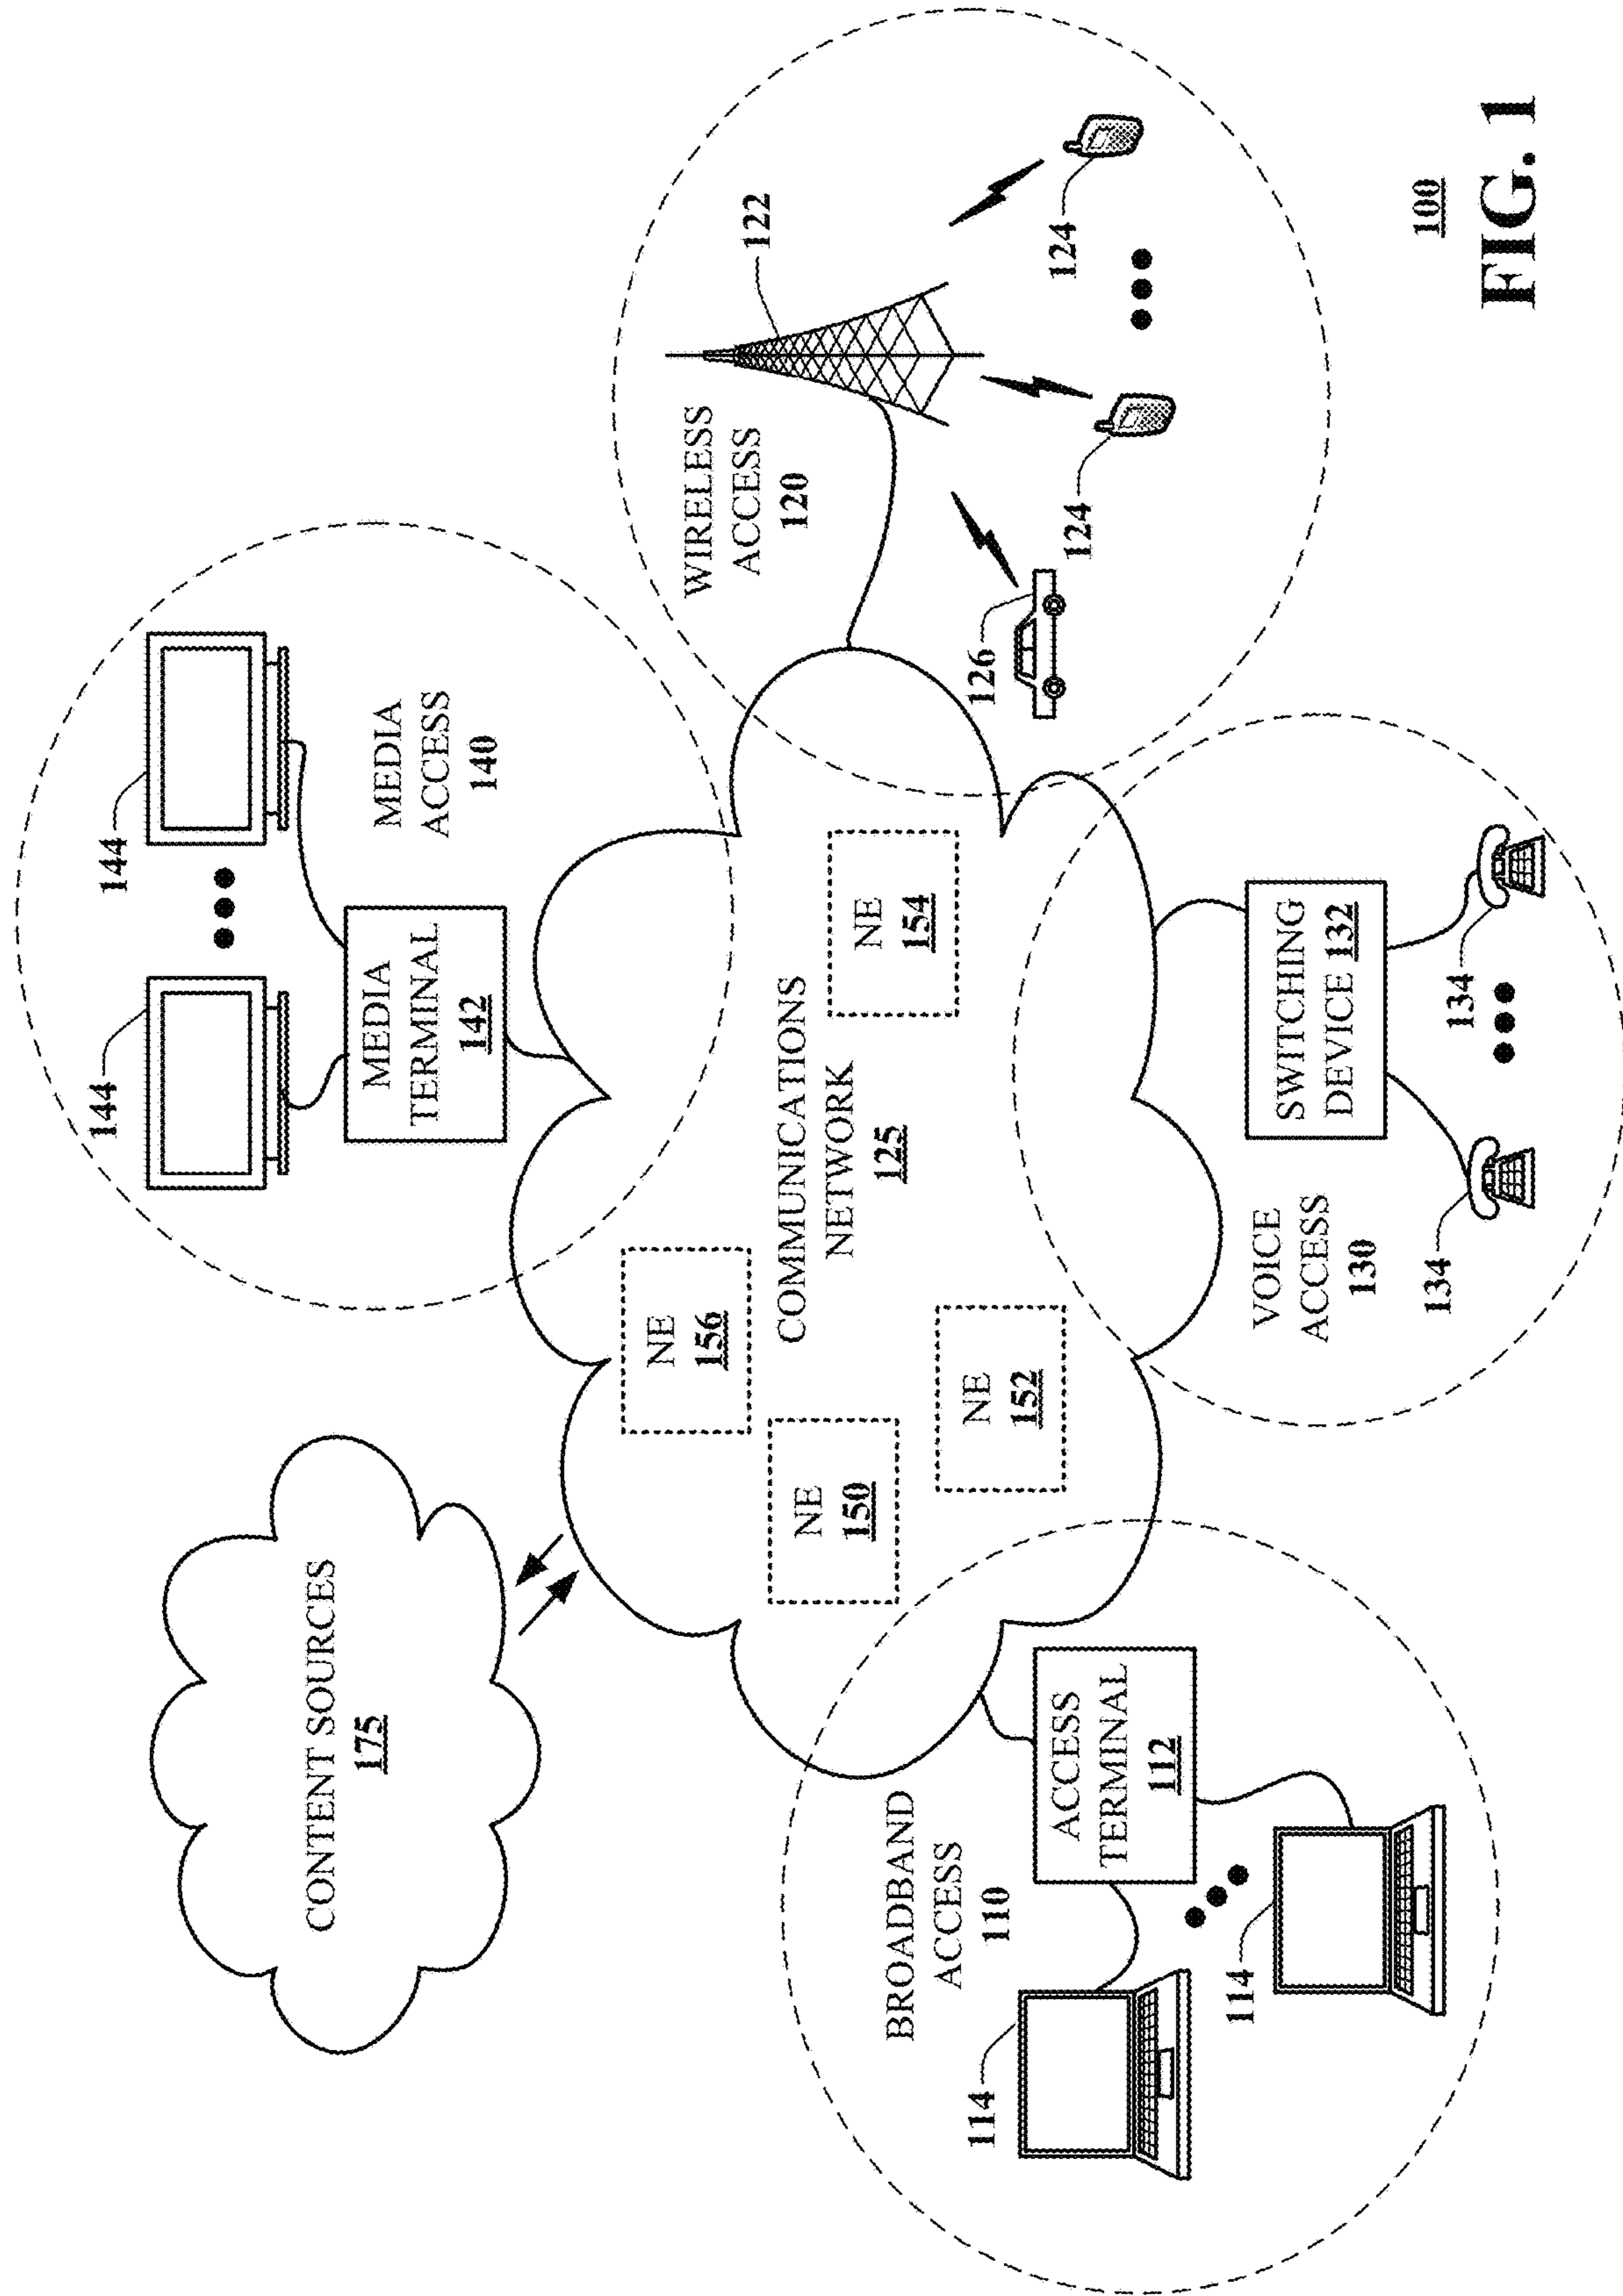 CONTENT SOURCES
175
144
144
MEDIA
TERMINAL
142
MEDIA
ACCESS
140
WIRELESS
ACCESS
120
122
124
124
126
NE
156
NE
150
NE
152
NE
154
COMMUNICATIONS
NETWORK
125
BROADBAND
ACCESS
110
ACCESS
TERMINAL
112
114
114
VOICE
ACCESS
130
SWITCHING
DEVICE 132
134
134
100
FIG. 1